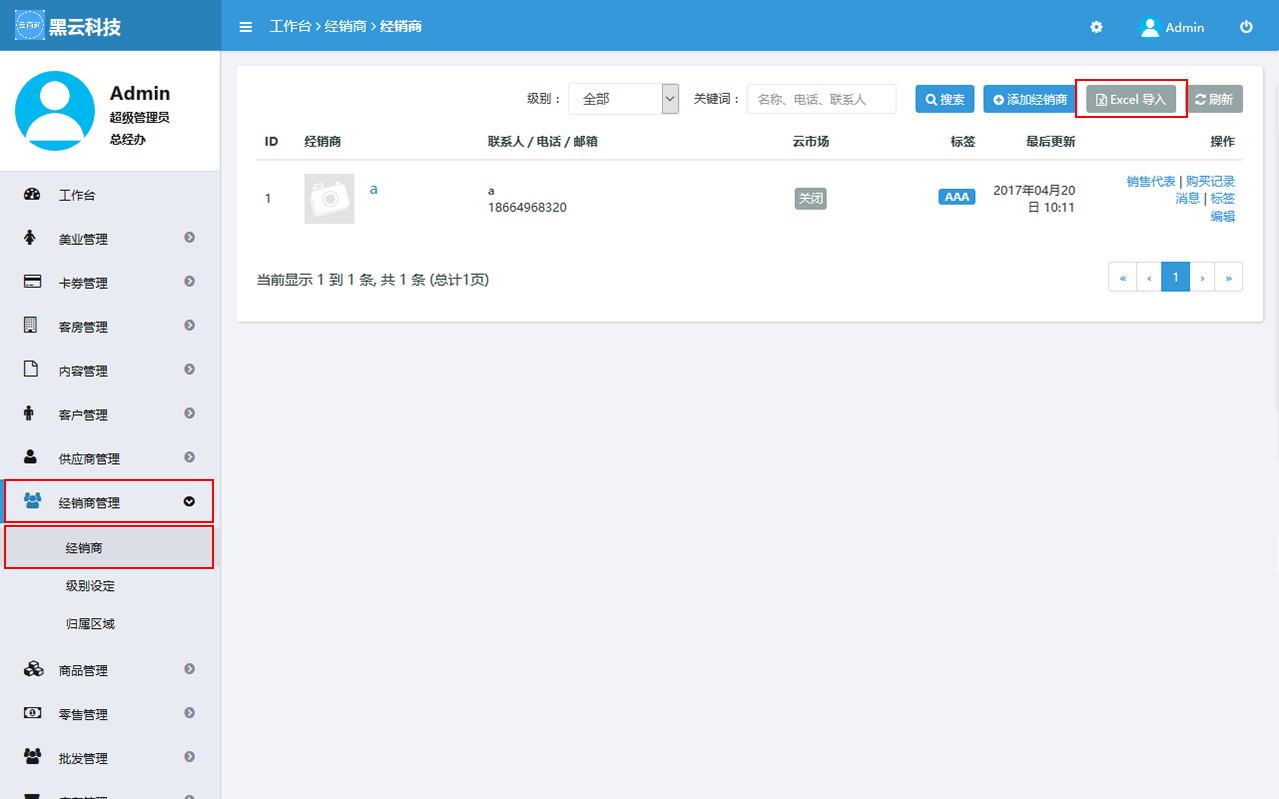 黑云科技
工作台 › 经销商 › 经销商
Admin
Admin
超级管理员
总经办
工作台
美业管理
卡券管理
客房管理
内容管理
客户管理
供应商管理
经销商管理
经销商
级别设定
归属区域
商品管理
零售管理
批发管理
级别： 全部 关键词： 名称、电话、联系人 搜索 添加经销商 Excel 导入 刷新
ID 经销商 联系人 / 电话 / 邮箱 云市场 标签 最后更新 操作
1 a a 18664968320 关闭 AAA 2017年04月20
日 10:11
销售代表 | 购买记录
消息 | 标签
编辑
当前显示 1 到 1 条, 共 1 条 (总计1页)
« ‹ 1 › »